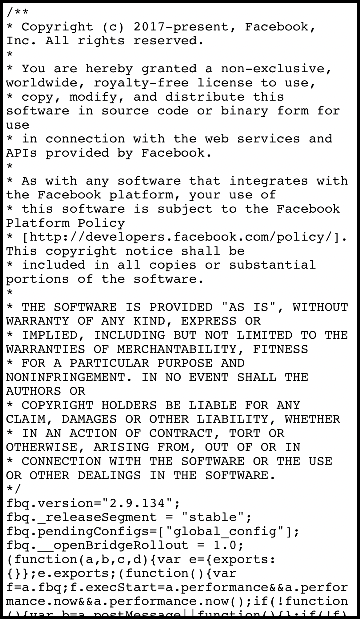 /**
* Copyright (c) 2017-present, Facebook,
Inc. All rights reserved.
*
* You are hereby granted a non-exclusive,
worldwide, royalty-free license to use,
* copy, modify, and distribute this
software in source code or binary form for
use
* in connection with the web services and
APIs provided by Facebook.
*
* As with any software that integrates with
the Facebook platform, your use of
* this software is subject to the Facebook
Platform Policy
* [http://developers.facebook.com/policy/].
This copyright notice shall be
* included in all copies or substantial
portions of the software.
*
* THE SOFTWARE IS PROVIDED "AS IS", WITHOUT
WARRANTY OF ANY KIND, EXPRESS OR
* IMPLIED, INCLUDING BUT NOT LIMITED TO THE
WARRANTIES OF MERCHANTABILITY, FITNESS
* FOR A PARTICULAR PURPOSE AND
NONINFRINGEMENT. IN NO EVENT SHALL THE
AUTHORS OR
* COPYRIGHT HOLDERS BE LIABLE FOR ANY
CLAIM, DAMAGES OR OTHER LIABILITY, WHETHER
* IN AN ACTION OF CONTRACT, TORT OR
OTHERWISE, ARISING FROM, OUT OF OR IN
* CONNECTION WITH THE SOFTWARE OR THE USE
OR OTHER DEALINGS IN THE SOFTWARE.
*/
fbq.version="2.9.134";
fbq._releaseSegment = "stable";
fbq.pendingConfigs=["global_config"];
fbq.__openBridgeRollout = 1.0;
(function(a,b,c,d){var e={exports:
{}};e.exports;(function(){var
f=a.fbq;f.execStart=a.performance&&a.perfor
mance.now&&a.performance.now();if(!function
(){var b=a.postMessage||function(){};if(!f)